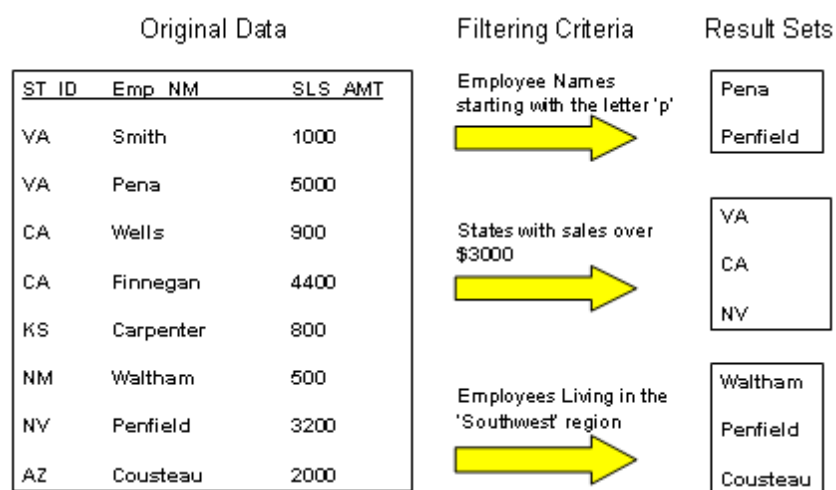 Original Data Filtering Criteria Result Sets
ST_ID Emp_NM SLS_AMT
VA Smith 1000
VA Pena 5000
CA Wells 900
CA Finnegan 4400
KS Carpenter 800
NM Waltham 500
NV Penfield 3200
AZ Cousteau 2000
Employee Names
starting with the letter 'p'
Pena
Penfield
States with sales over
$3000
VA
CA
NV
Employees Living in the
'Southwest' region
Waltham
Penfield
Cousteau